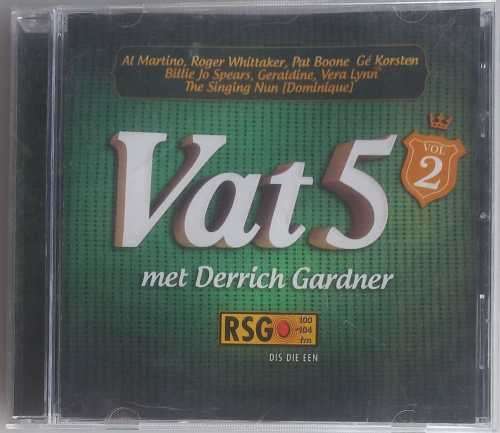 Al Martino, Roger Whittaker, Pat Boone Gé Korsten
Billie Jo Spears, Geraldine, Vera Lynn
The Singing Nun [Dominique]
Vat 5
VOL
2
met Derrich Gardner
RSG 100
-104
fm
DIS DIE EEN